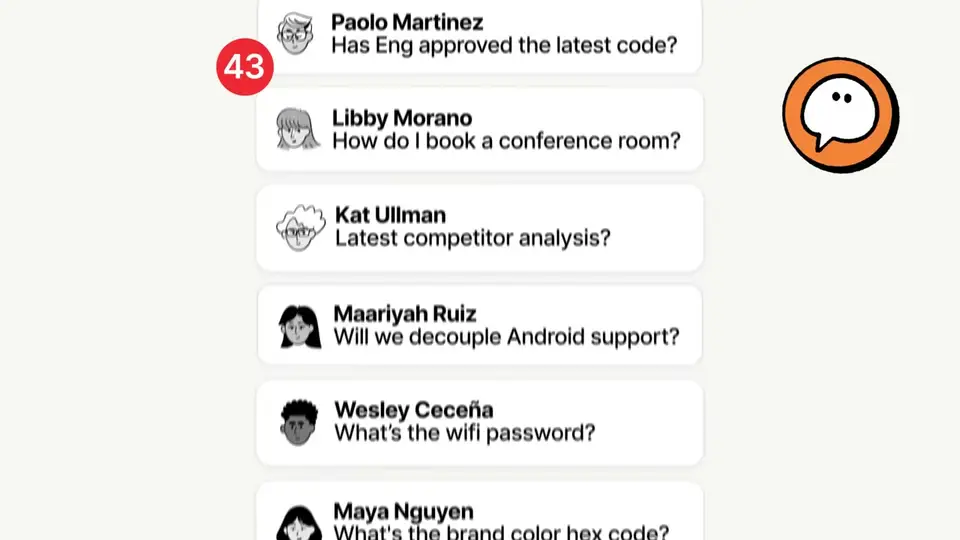 Paolo Martinez
Has Eng approved the latest code?
43
Libby Morano
How do I book a conference room?
Kat Ullman
Latest competitor analysis?
Maariyah Ruiz
Will we decouple Android support?
Wesley Ceceña
What's the wifi password?
Maya Nguyen
What's the brand color hex code?